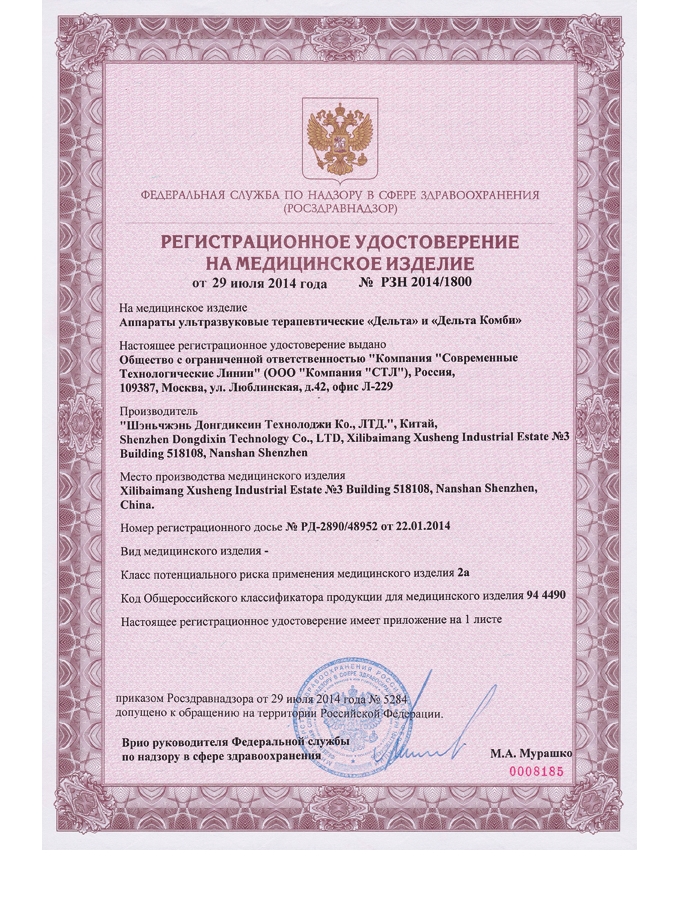 ФЕДЕРАЛЬНАЯ СЛУЖБА ПО НАДЗОРУ В СФЕРЕ ЗДРАВООХРАНЕНИЯ
(РОСЗДРАВНАДЗОР)
РЕГИСТРАЦИОННОЕ УДОСТОВЕРЕНИЕ
НА МЕДИЦИНСКОЕ ИЗДЕЛИЕ
от 29 июля 2014 года № РЗН 2014/1800
На медицинское изделие
Аппараты ультразвуковые терапевтические «Дельта» и «Дельта Комби»
Настоящее регистрационное удостоверение выдано
Общество с ограниченной ответственностью "Компания "Современные
Технологические Линии" (ООО "Компания "СТЛ"), Россия,
109387, Москва, ул. Люблинская, д.42, офис Л-229
Производитель
"Шэньчжэнь Донгдиксин Технолоджи Ко., ЛТД.", Китай,
Shenzhen Dongdixin Technology Co., LTD, Xilibaimang Xusheng Industrial Estate №3
Building 518108, Nanshan Shenzhen
Место производства медицинского изделия
Xilibaimang Xusheng Industrial Estate №3 Building 518108, Nanshan Shenzhen,
China.
Номер регистрационного досье № РД-2890/48952 от 22.01.2014
Вид медицинского изделия -
Класс потенциального риска применения медицинского изделия 2а
Код Общероссийского классификатора продукции для медицинского изделия 94 4490
Настоящее регистрационное удостоверение имеет приложение на 1 листе
приказом Росздравнадзора от 29 июля 2014 года № 5284
допущено к обращению на территории Российской Федерации.
Врио руководителя Федеральной службы
по надзору в сфере здравоохранения
М.А. Мурашко
0008185